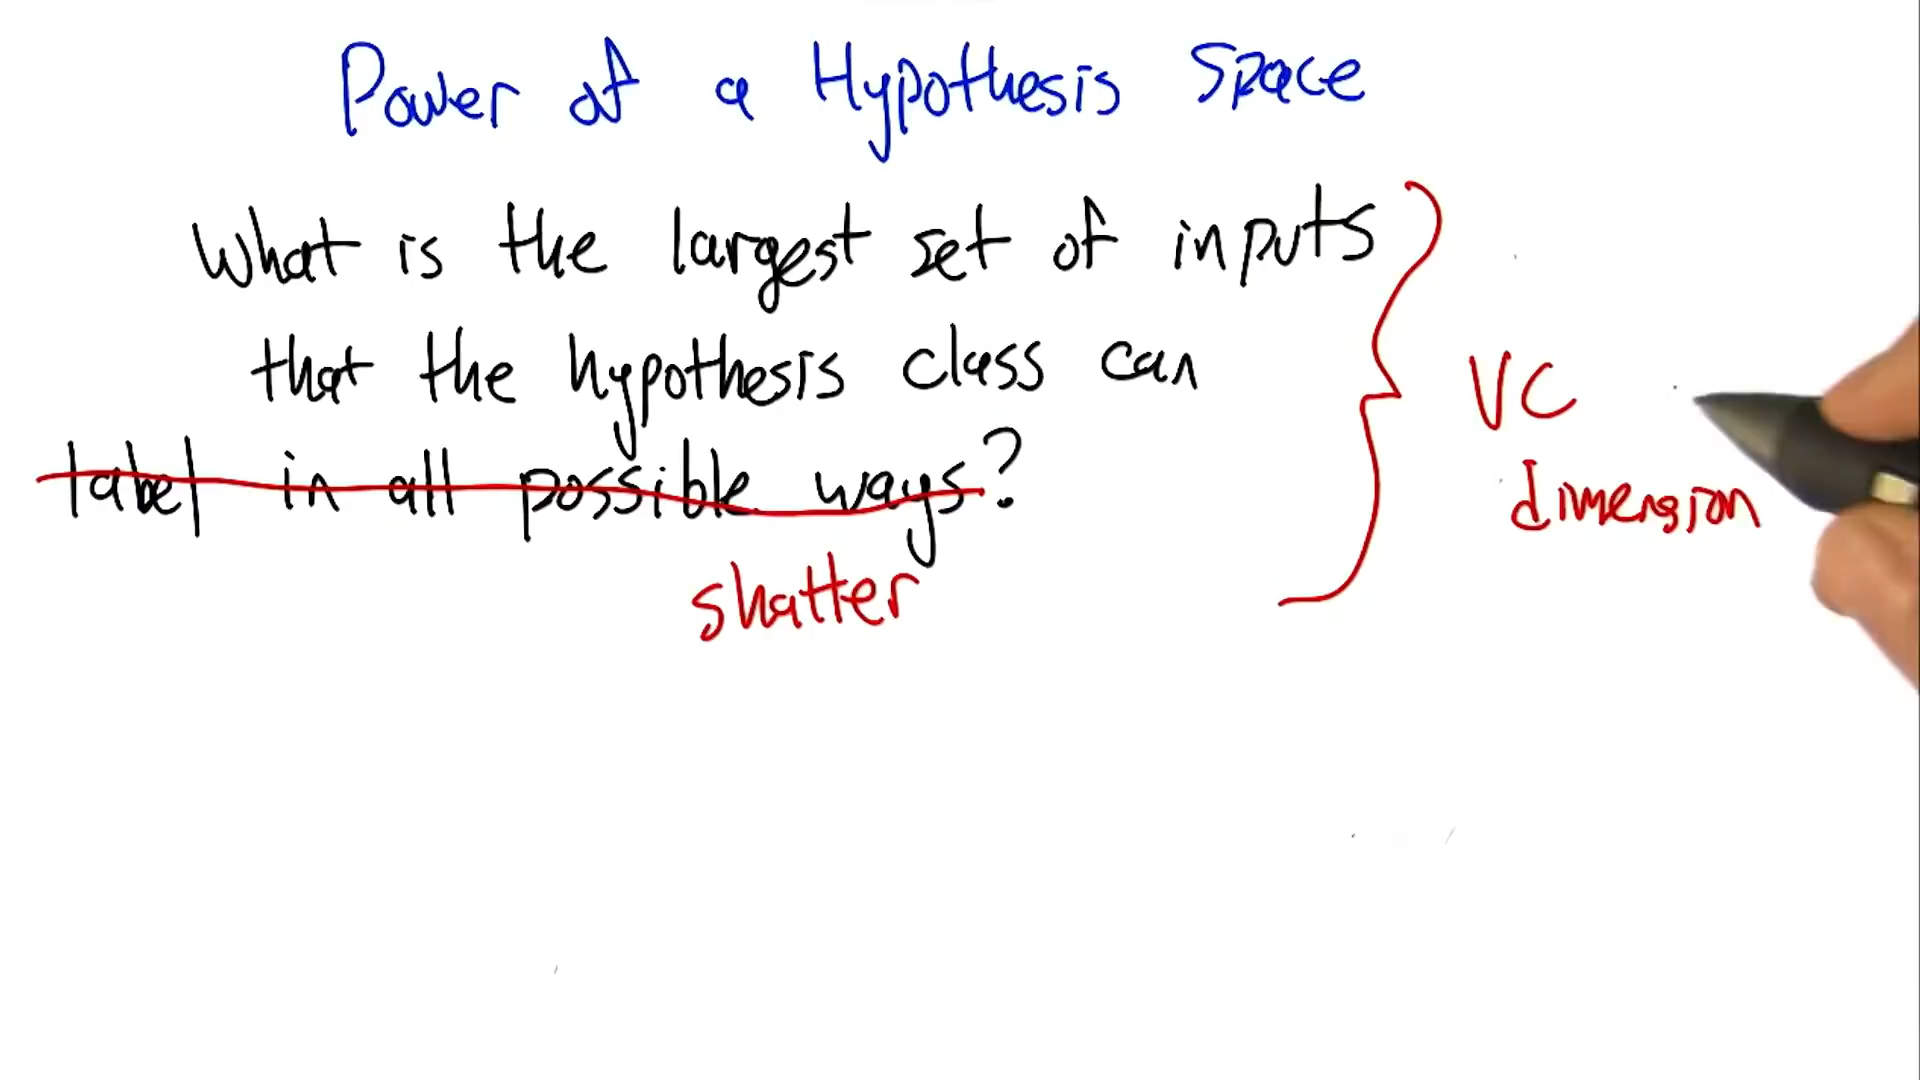 Power of a Hypothesis Space
What is the largest set of inputs
that the hypothesis class can
label in all possible ways?
shatter
VC
dimension